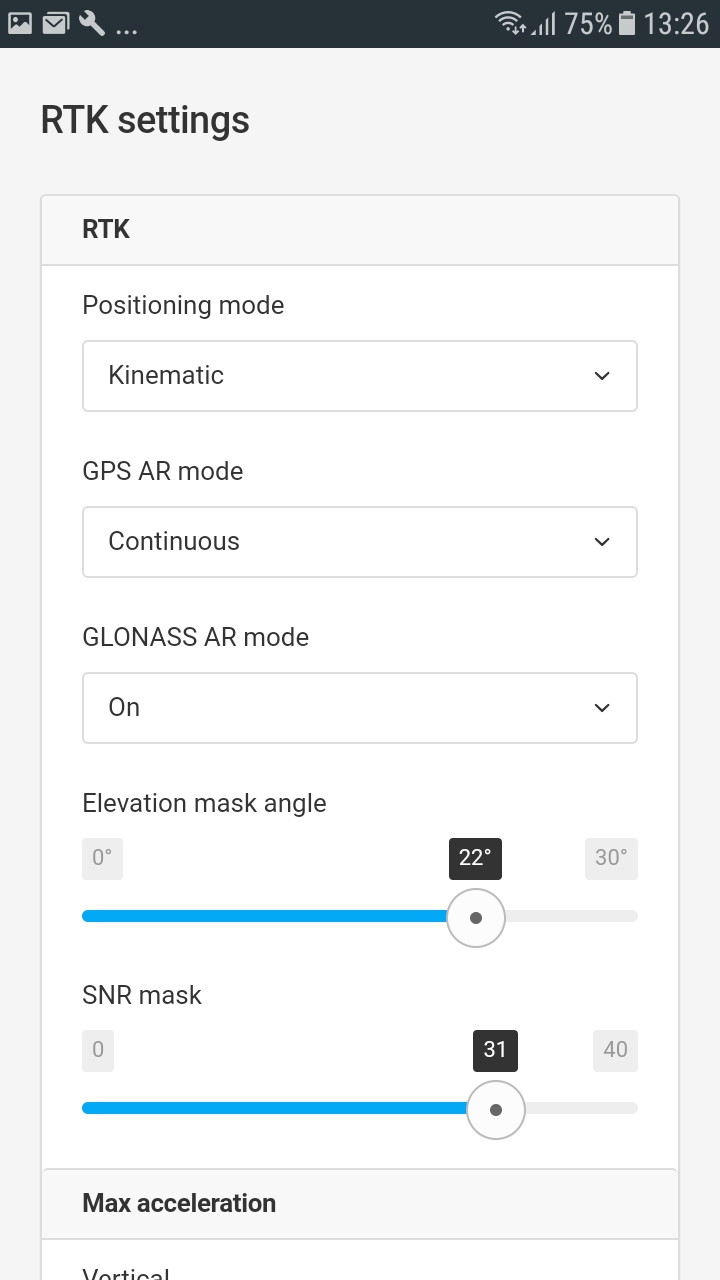 ... 75% 13:26
RTK settings
RTK
Positioning mode
Kinematic
GPS AR mode
Continuous
GLONASS AR mode
On
Elevation mask angle
0° 22° 30°
SNR mask
0 31 40
Max acceleration
Vertical